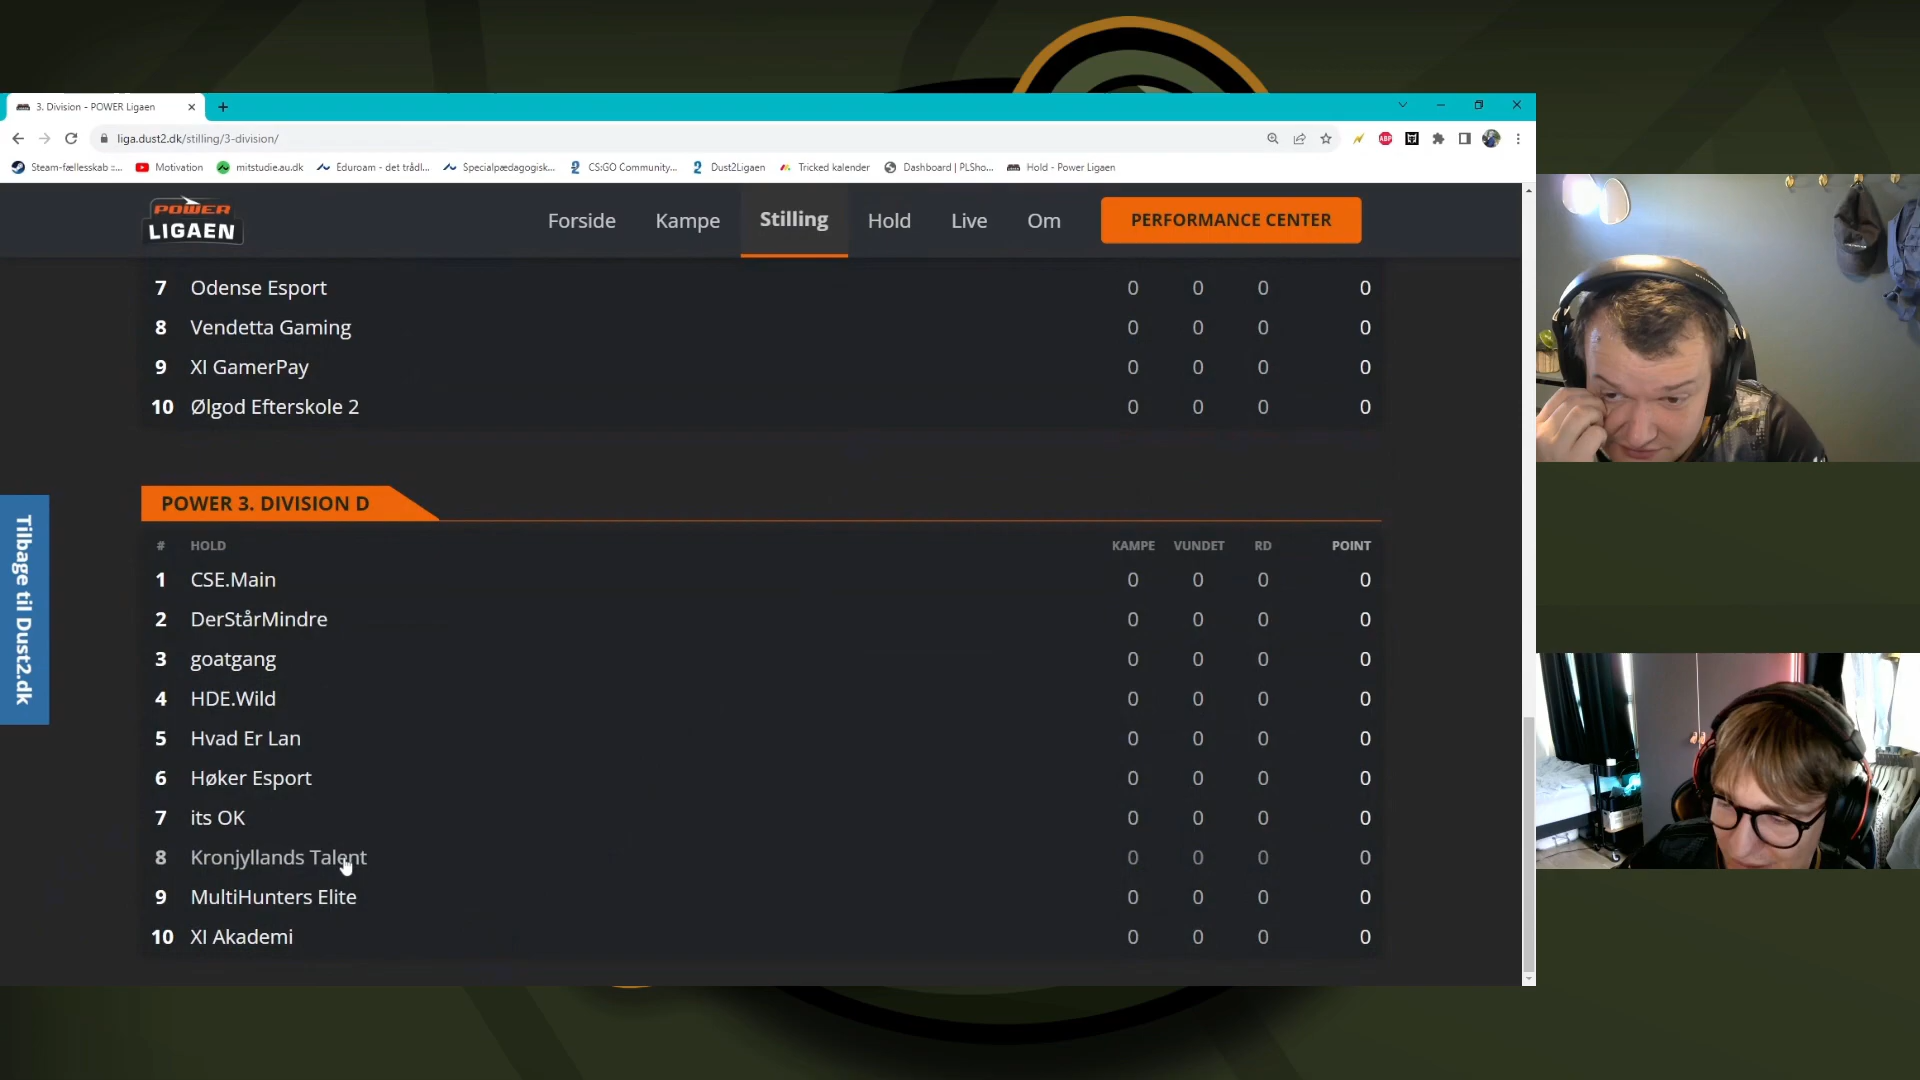 3. Division - POWER Ligaen
liga.dust2.dk/stilling/3-division/
ABP
Steam-fællesskab ::...
Motivation
mitstudie.au.dk
Eduroam - det trådl...
Specialpædagogisk...
CS:GO Community...
Dust2Ligaen
Tricked kalender
Dashboard | PLSho...
Hold - Power Ligaen
POWER
LIGAEN
Forside
Kampe
Stilling
Hold
Live
Om
PERFORMANCE CENTER
7 Odense Esport 0 0 0 0
8 Vendetta Gaming 0 0 0 0
9 XI GamerPay 0 0 0 0
10 Ølgod Efterskole 2 0 0 0 0
Tilbage til Dust2.dk
POWER 3. DIVISION D
# HOLD KAMPE VUNDET RD POINT
1 CSE.Main 0 0 0 0
2 DerStårMindre 0 0 0 0
3 goatgang 0 0 0 0
4 HDE.Wild 0 0 0 0
5 Hvad Er Lan 0 0 0 0
6 Høker Esport 0 0 0 0
7 its OK 0 0 0 0
8 Kronjyllands Talent 0 0 0 0
9 MultiHunters Elite 0 0 0 0
10 XI Akademi 0 0 0 0